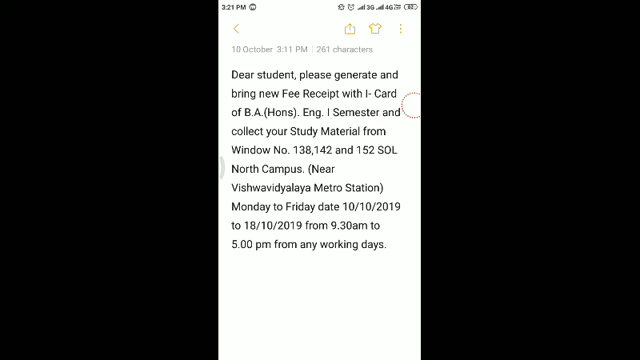 3:21 PM
3G 4G
10 October 3:11 PM | 261 characters
Dear student, please generate and
bring new Fee Receipt with I- Card
of B.A.(Hons). Eng. I Semester and
collect your Study Material from
Window No. 138,142 and 152 SOL
North Campus. (Near
Vishwavidyalaya Metro Station)
Monday to Friday date 10/10/2019
to 18/10/2019 from 9.30am to
5.00 pm from any working days.